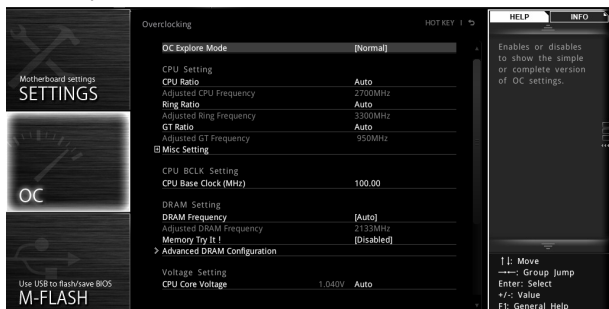 Motherboard settings
SETTINGS
OC
Use USB to flash/save BIOS
M-FLASH
Overclocking
HOT KEY
OC Explore Mode [Normal]
CPU Setting
CPU Ratio Auto
Adjusted CPU Frequency 2700MHz
Ring Ratio Auto
Adjusted Ring Frequency 3300MHz
GT Ratio Auto
Adjusted GT Frequency 950MHz
Misc Setting
CPU BCLK Setting
CPU Base Clock (MHz) 100.00
DRAM Setting
DRAM Frequency [Auto]
Adjusted DRAM Frequency 2133MHz
Memory Try It ! [Disabled]
> Advanced DRAM Configuration
Voltage Setting
CPU Core Voltage 1.040V Auto
HELP INFO
Enables or disables
to show the simple
or complete version
of OC settings.
↑↓: Move
→←: Group Jump
Enter: Select
+/-: Value
F1: General Help